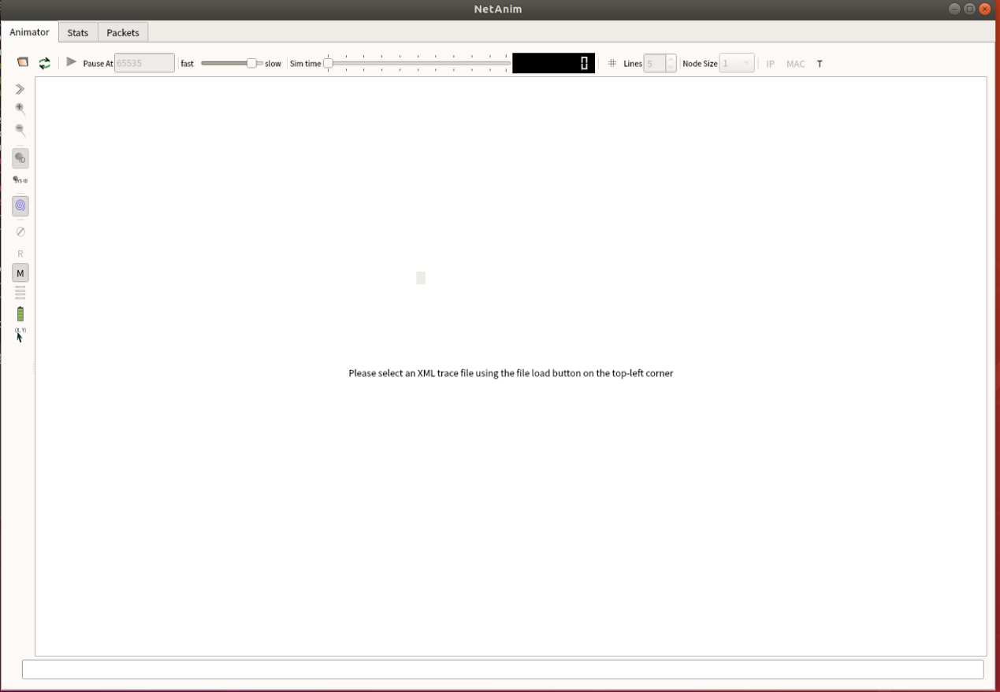 NetAnim
Animator Stats Packets
Pause At 65535 fast slow Sim time 0 Lines 5 Node Size 1 IP MAC T
ID
SYS ID
R
M
(X, Y)
Please select an XML trace file using the file load button on the top-left corner